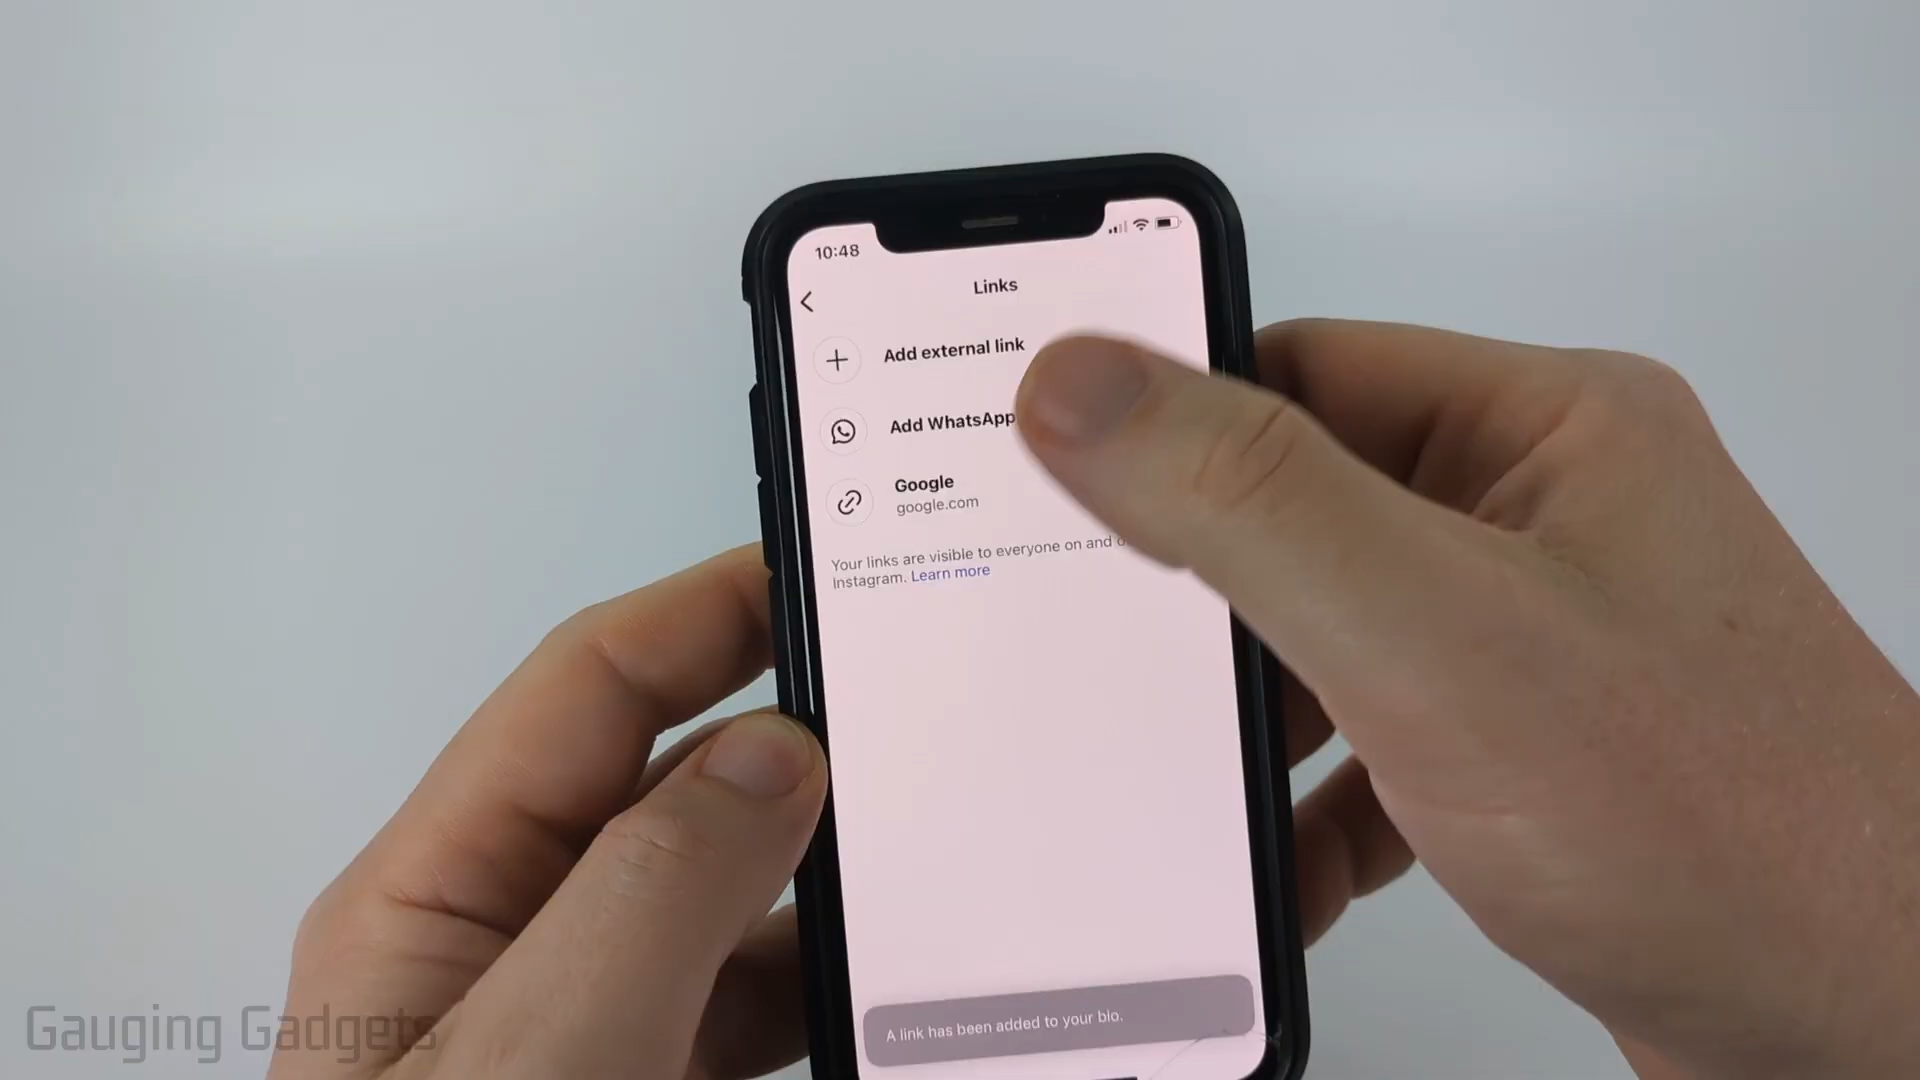 10:48
Links
Add external link
Add WhatsApp
Google
google.com
Your links are visible to everyone on and
Instagram. Learn more
A link has been added to your bio.
Gauging Gadgets